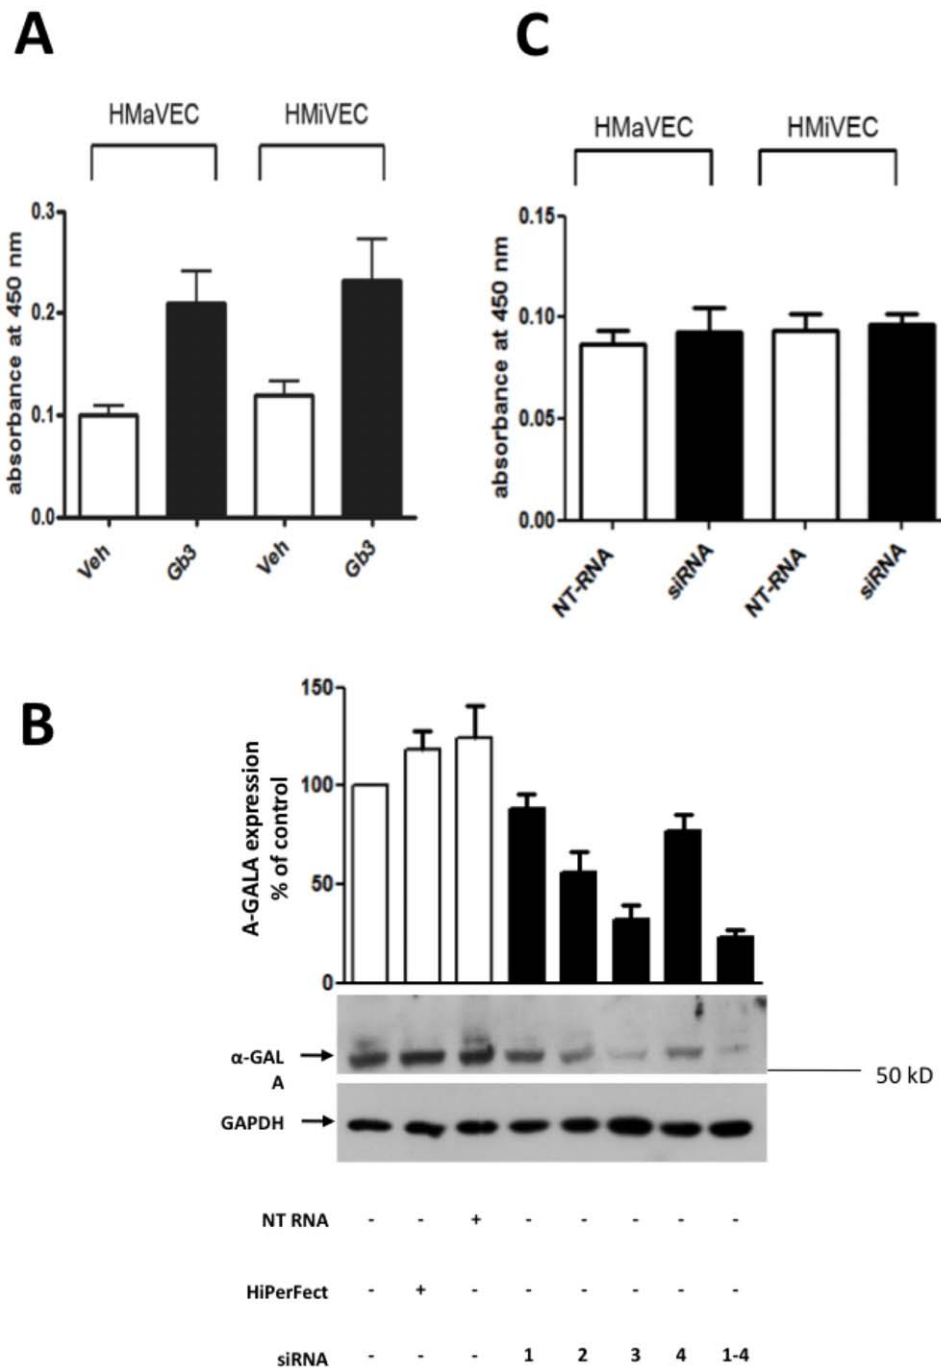 A
HMaVEC HMiVEC
absorbance at 450 nm
0.3
0.2
0.1
0.0
Veh Gb3 Veh Gb3
C
HMaVEC HMiVEC
absorbance at 450 nm
0.15
0.10
0.05
0.00
NT-RNA siRNA NT-RNA siRNA
B
A-GALA expression
% of control
150
100
50
0
α-GAL
A
50 kD
GAPDH
NT RNA - - + - - - - -
HiPerFect - + - - - - - -
siRNA - - - 1 2 3 4 1-4